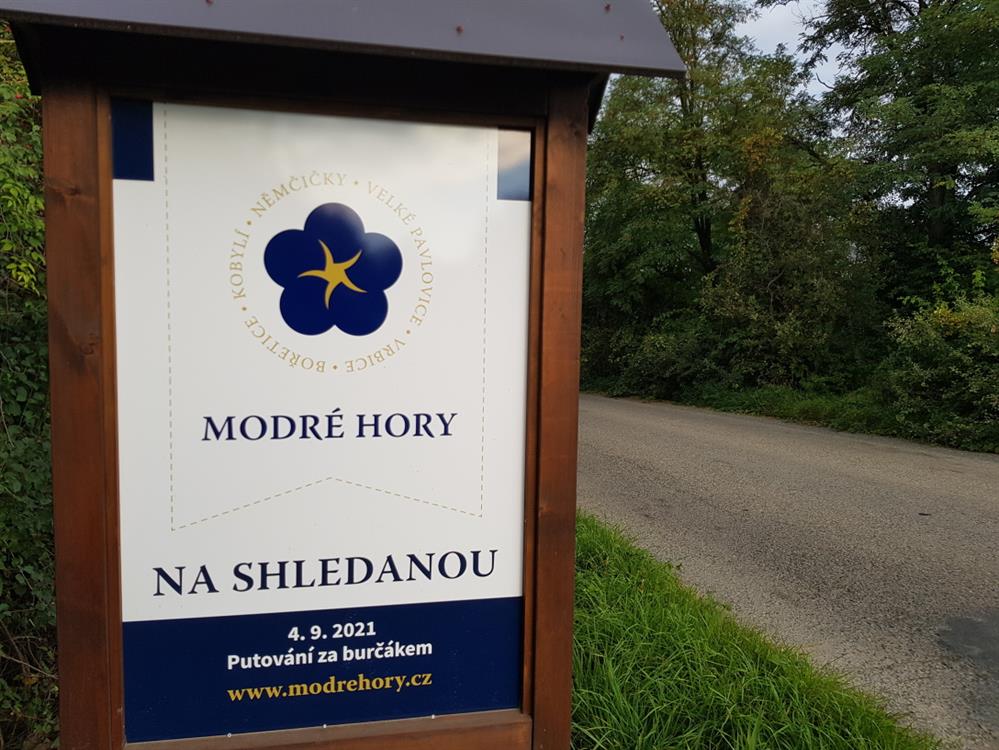 KOBYLÍ • NĚMČIČKY • VELKÉ PAVLOVICE • VRBICE • BOŘETICE •
MODRÉ HORY
NA SHLEDANOU
4. 9. 2021
Putování za burčákem
www.modrehory.cz